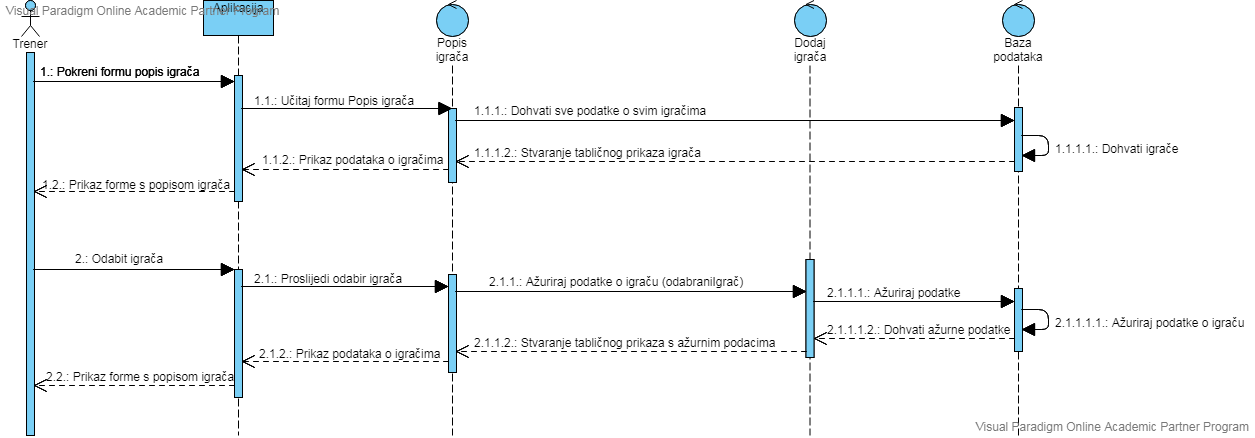 Visual Paradigm Online Academic Partner Program
Aplikacija
Trener
Popis
igrača
Dodaj
igrača
Baza
podataka
1.: Pokreni formu popis igrača
1.1.: Učitaj formu Popis igrača
1.1.1.: Dohvati sve podatke o svim igračima
1.1.1.1.: Dohvati igrače
1.1.1.2.: Stvaranje tabličnog prikaza igrača
1.1.2.: Prikaz podataka o igračima
1.2.: Prikaz forme s popisom igrača
2.: Odabit igrača
2.1.: Proslijedi odabir igrača
2.1.1.: Ažuriraj podatke o igraču (odabraniIgrač)
2.1.1.1.: Ažuriraj podatke
2.1.1.1.1.: Ažuriraj podatke o igraču
2.1.1.1.2.: Dohvati ažurne podatke
2.1.1.2.: Stvaranje tabličnog prikaza s ažurnim podacima
2.1.2.: Prikaz podataka o igračima
2.2.: Prikaz forme s popisom igrača
Visual Paradigm Online Academic Partner Program